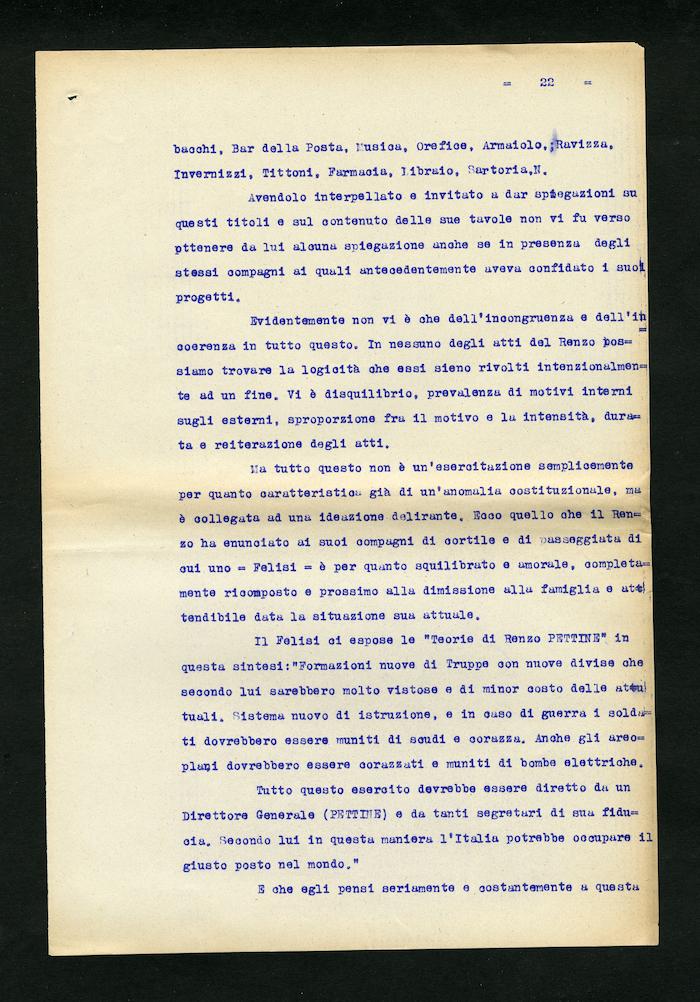 = 22 =
bacchi, Bar della Posta, Musica, Orefice, Armaiolo,;Ravizza,
Invernizzi, Tittoni, Farmacia, Libraio, Sartoria,N.
Avendolo interpellato e invitato a dar spiegazioni su
questi titoli e sul contenuto delle sue tavole non vi fu verso
ottenere da lui alcuna spiegazione anche se in presenza degli
stessi compagni ai quali antecedentemente aveva confidato i suoi
progetti.
Evidentemente non vi è che dell'incongruenza e dell'in
coerenza in tutto questo. In nessuno degli atti del Renzo pos=
siamo trovare la logicità che essi sieno rivolti intenzionalmen=
te ad un fine. Vi è disquilibrio, prevalenza di motivi interni
sugli esterni, sproporzione fra il motivo e la intensità, dura=
ta e reiterazione degli atti.
Ma tutto questo non è un'esercitazione semplicemente
per quanto caratteristica già di un'anomalia costituzionale, ma
è collegata ad una ideazione delirante. Ecco quello che il Ren=
zo ha enunciato ai suoi compagni di cortile e di passeggiata di
cui uno = Felisi = è per quanto squilibrato e amorale, completa=
mente ricomposto e prossimo alla dimissione alla famiglia e at
tendibile data la situazione sua attuale.
Il Felisi ci espose le "Teorie di Renzo PETTINE" in
questa sintesi:"Formazioni nuove di Truppe con nuove divise che
secondo lui sarebbero molto vistose e di minor costo delle at
tuali. Sistema nuovo di istruzione, e in caso di guerra i solda=
ti dovrebbero essere muniti di scudi e corazza. Anche gli areo=
plani dovrebbero essere corazzati e muniti di bombe elettriche.
Tutto questo esercito dovrebbe essere diretto da un
Direttore Generale (PETTINE) e da tanti segretari di sua fidu=
cia. Secondo lui in questa maniera l'Italia potrebbe occupare il
giusto posto nel mondo."
E che egli pensi seriamente e costantemente a questa